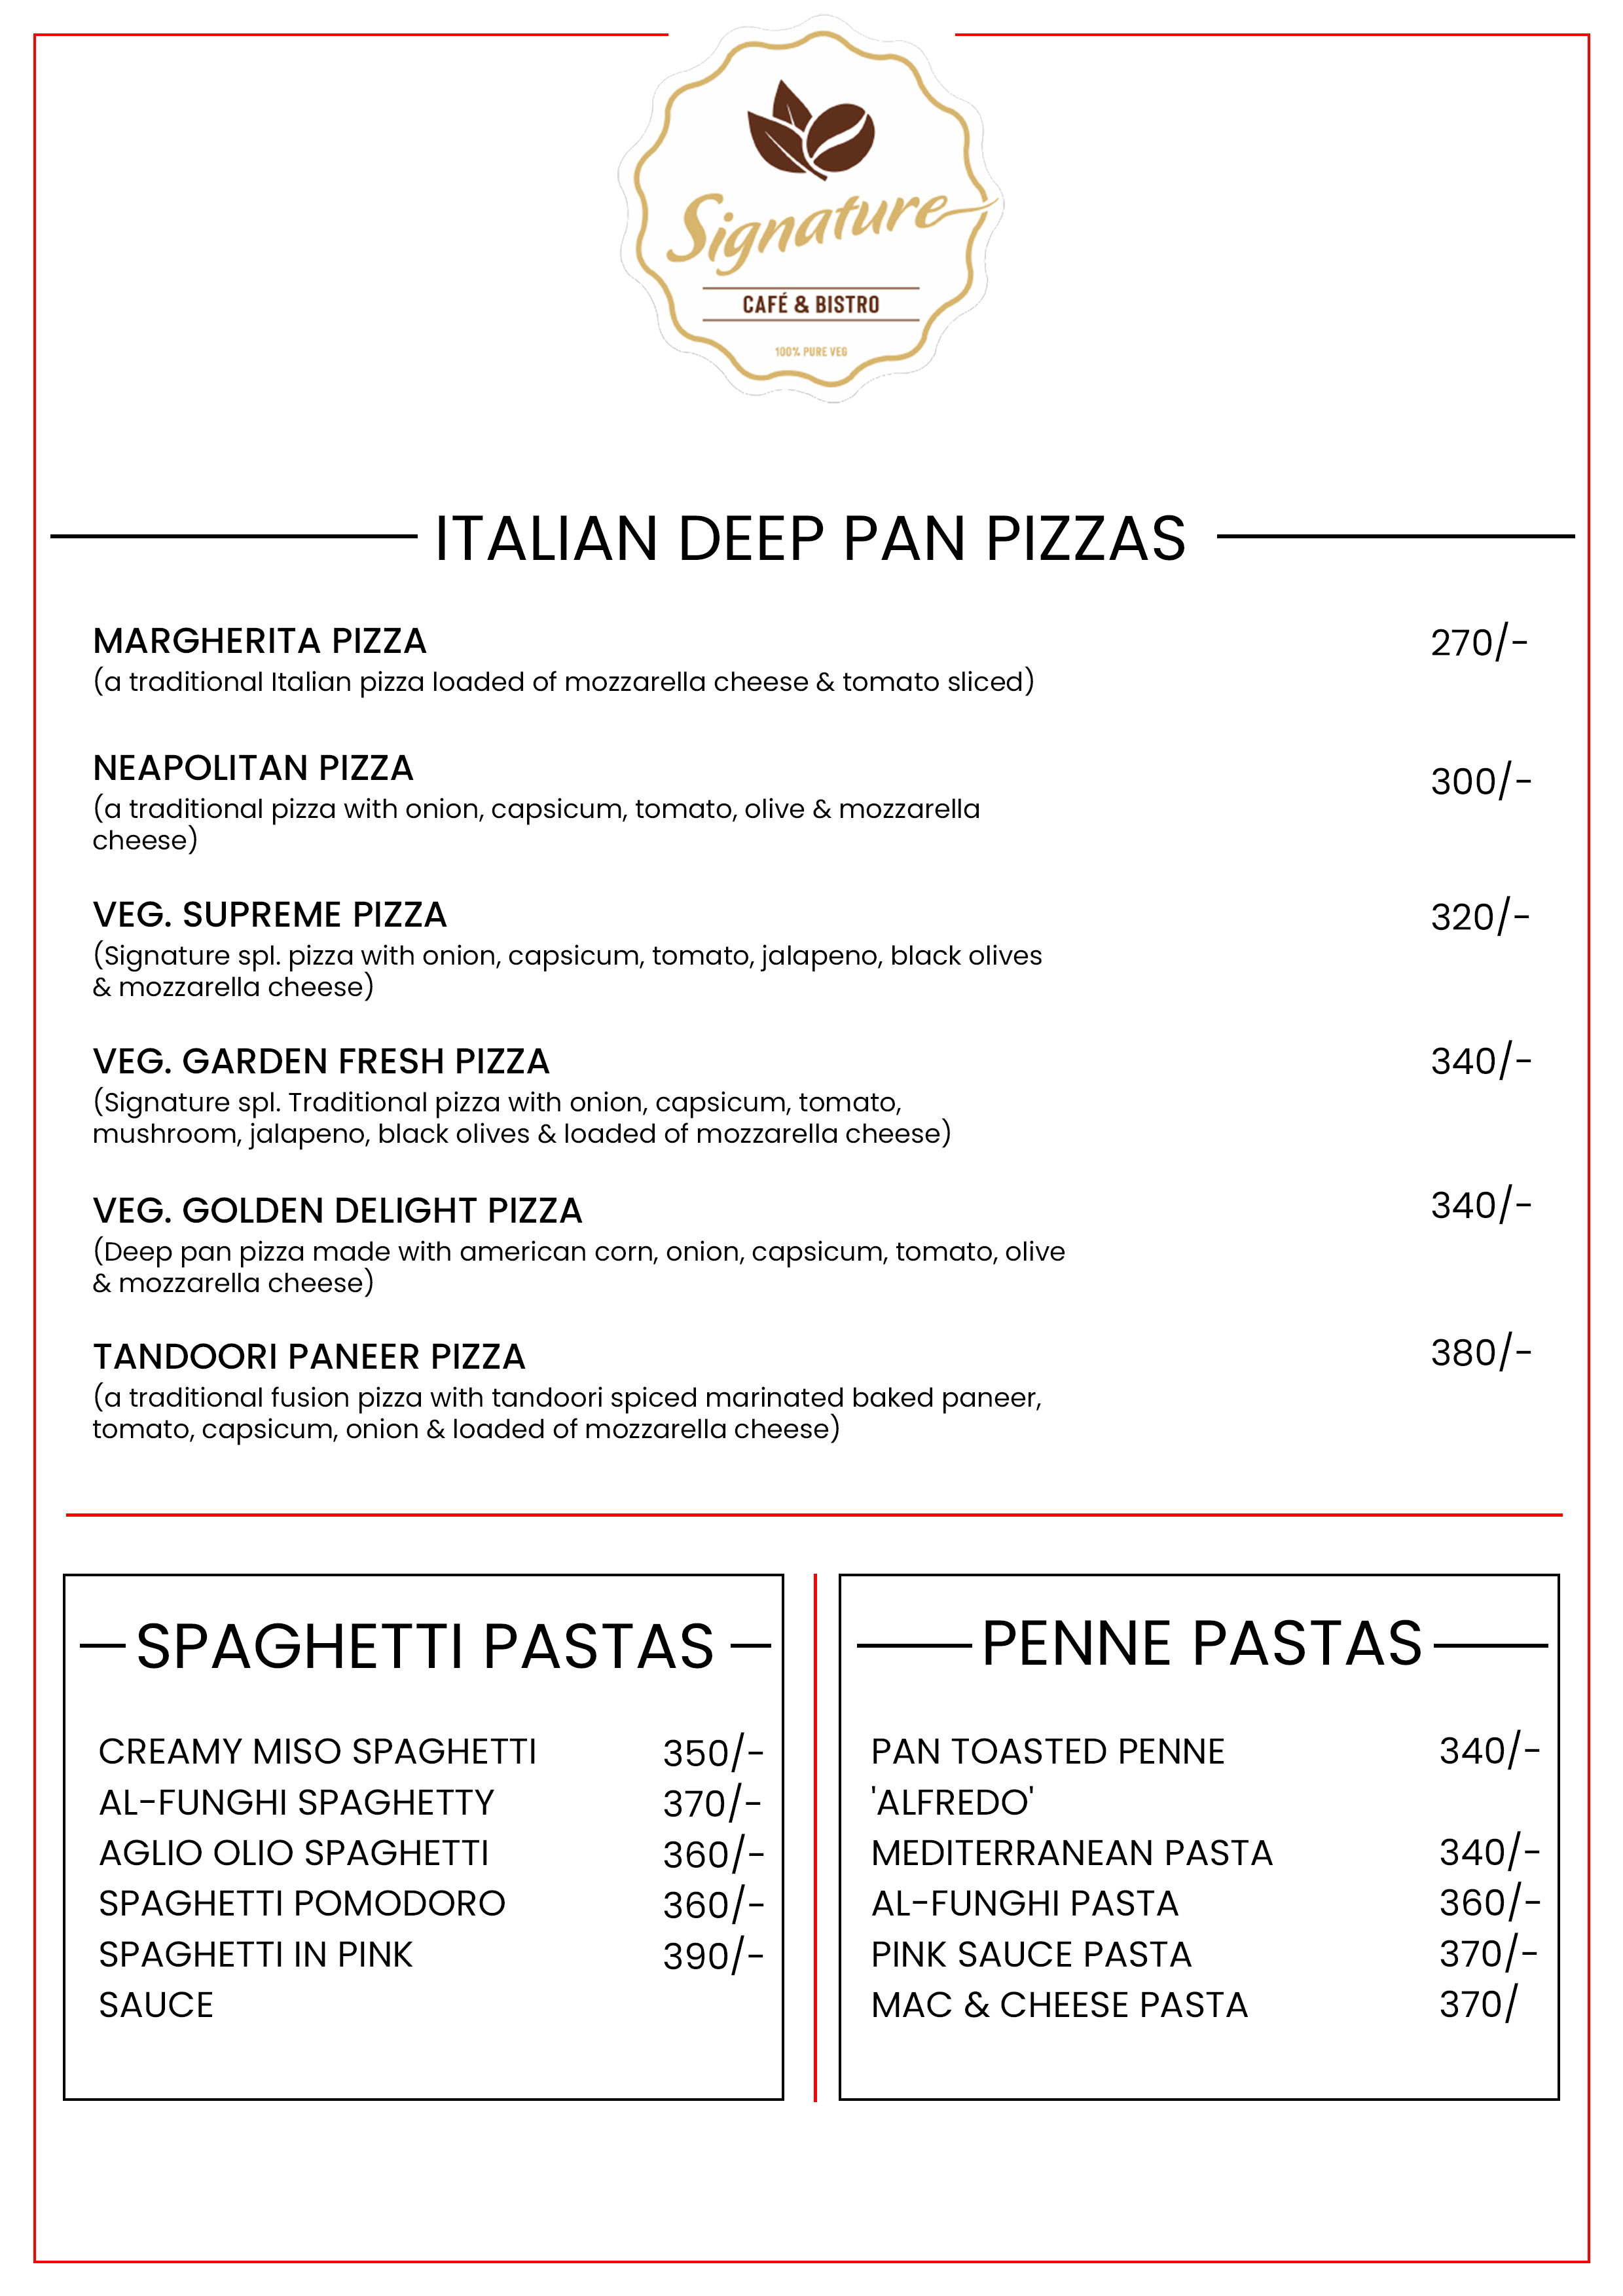 Signature
CAFÉ & BISTRO
100% PURE VEG
ITALIAN DEEP PAN PIZZAS
MARGHERITA PIZZA 270/-
(a traditional Italian pizza loaded of mozzarella cheese & tomato sliced)
NEAPOLITAN PIZZA 300/-
(a traditional pizza with onion, capsicum, tomato, olive & mozzarella
cheese)
VEG. SUPREME PIZZA 320/-
(Signature spl. pizza with onion, capsicum, tomato, jalapeno, black olives
& mozzarella cheese)
VEG. GARDEN FRESH PIZZA 340/-
(Signature spl. Traditional pizza with onion, capsicum, tomato,
mushroom, jalapeno, black olives & loaded of mozzarella cheese)
VEG. GOLDEN DELIGHT PIZZA 340/-
(Deep pan pizza made with american corn, onion, capsicum, tomato, olive
& mozzarella cheese)
TANDOORI PANEER PIZZA 380/-
(a traditional fusion pizza with tandoori spiced marinated baked paneer,
tomato, capsicum, onion & loaded of mozzarella cheese)
SPAGHETTI PASTAS
CREAMY MISO SPAGHETTI 350/-
AL-FUNGHI SPAGHETTY 370/-
AGLIO OLIO SPAGHETTI 360/-
SPAGHETTI POMODORO 360/-
SPAGHETTI IN PINK 390/-
SAUCE
PENNE PASTAS
PAN TOASTED PENNE 340/-
'ALFREDO'
MEDITERRANEAN PASTA 340/-
AL-FUNGHI PASTA 360/-
PINK SAUCE PASTA 370/-
MAC & CHEESE PASTA 370/